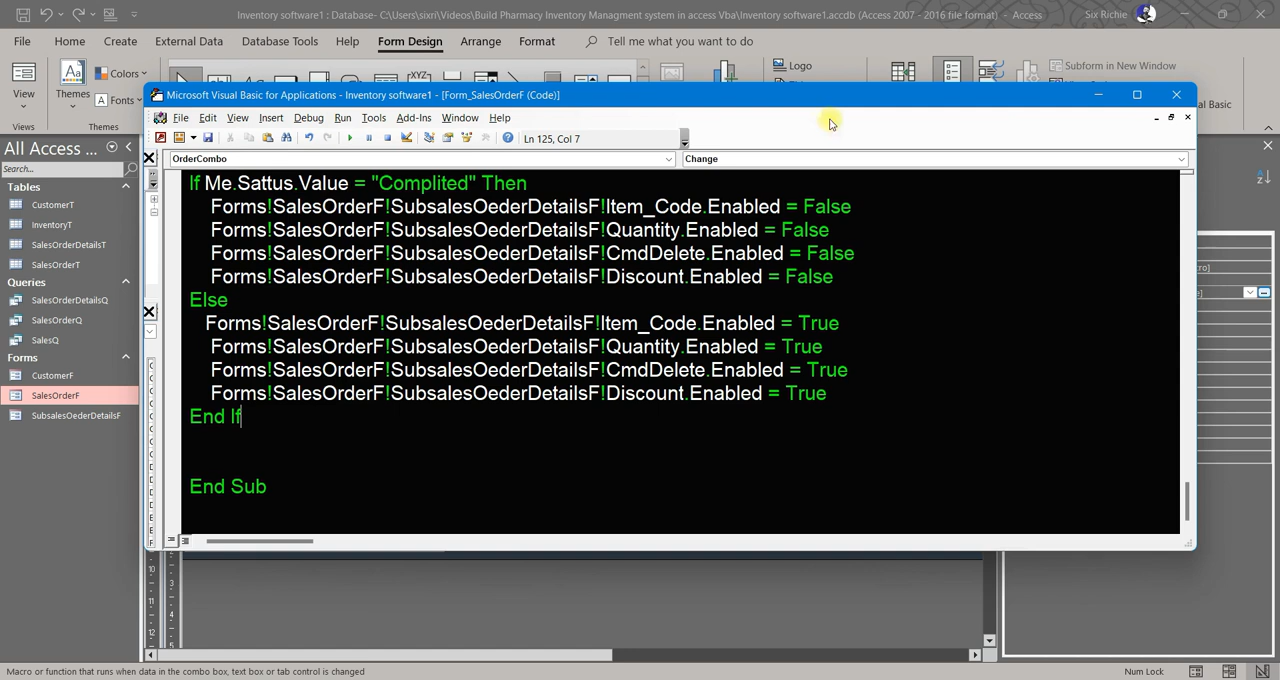 Inventory software1 : Database- C:\Users\sixri\Videos\Build Pharmacy Inventory Managment system in access Vba\Inventory software1.accdb (Access 2007 - 2016 file format) - Access
Six Richie
File Home Create External Data Database Tools Help Form Design Arrange Format Tell me what you want to do
View
Views
Themes
Colors
Fonts
Themes
XYZ
Logo
Subform in New Window
Microsoft Visual Basic for Applications - Inventory software1 - [Form_SalesOrderF (Code)]
File Edit View Insert Debug Run Tools Add-Ins Window Help
Ln 125, Col 7
OrderCombo
Change
If Me.Sattus.Value = "Complited" Then
Forms!SalesOrderF!SubsalesOederDetailsF!Item_Code.Enabled = False
Forms!SalesOrderF!SubsalesOederDetailsF!Quantity.Enabled = False
Forms!SalesOrderF!SubsalesOederDetailsF!CmdDelete.Enabled = False
Forms!SalesOrderF!SubsalesOederDetailsF!Discount.Enabled = False
Else
Forms!SalesOrderF!SubsalesOederDetailsF!Item_Code.Enabled = True
Forms!SalesOrderF!SubsalesOederDetailsF!Quantity.Enabled = True
Forms!SalesOrderF!SubsalesOederDetailsF!CmdDelete.Enabled = True
Forms!SalesOrderF!SubsalesOederDetailsF!Discount.Enabled = True
End If
End Sub
All Access ...
Search...
Tables
CustomerT
InventoryT
SalesOrderDetailsT
SalesOrderT
Queries
SalesOrderDetailsQ
SalesOrderQ
SalesQ
Forms
CustomerF
SalesOrderF
SubsalesOederDetailsF
Macro or function that runs when data in the combo box, text box or tab control is changed
Num Lock